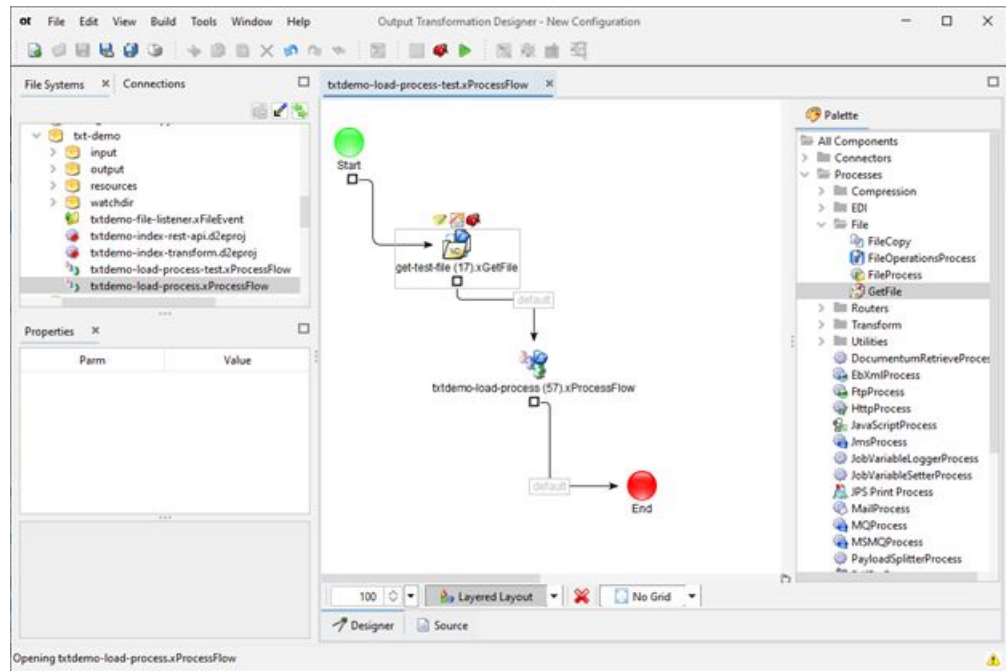 ot File Edit View Build Tools Window Help Output Transformation Designer - New Configuration
File Systems × Connections
txt-demo
input
output
resources
watchdir
txtdemo-file-listener.xFileEvent
txtdemo-index-rest-api.d2eproj
txtdemo-index-transform.d2eproj
txtdemo-load-process-test.xProcessFlow
txtdemo-load-process.xProcessFlow
Properties ×
Parm Value
txtdemo-load-process-test.xProcessFlow ×
Start
get-test-file (17).xGetFile
default
txtdemo-load-process (57).xProcessFlow
default
End
100 Layered Layout No Grid
Designer Source
Palette
All Components
Connectors
Processes
Compression
EDI
File
FileCopy
FileOperationsProcess
FileProcess
GetFile
Routers
Transform
Utilities
DocumentumRetrieveProces
EbXmlProcess
FtpProcess
HttpProcess
JavaScriptProcess
JmsProcess
JobVariableLoggerProcess
JobVariableSetterProcess
JPS Print Process
MailProcess
MQProcess
MSMQProcess
PayloadSplitterProcess
Opening txtdemo-load-process.xProcessFlow